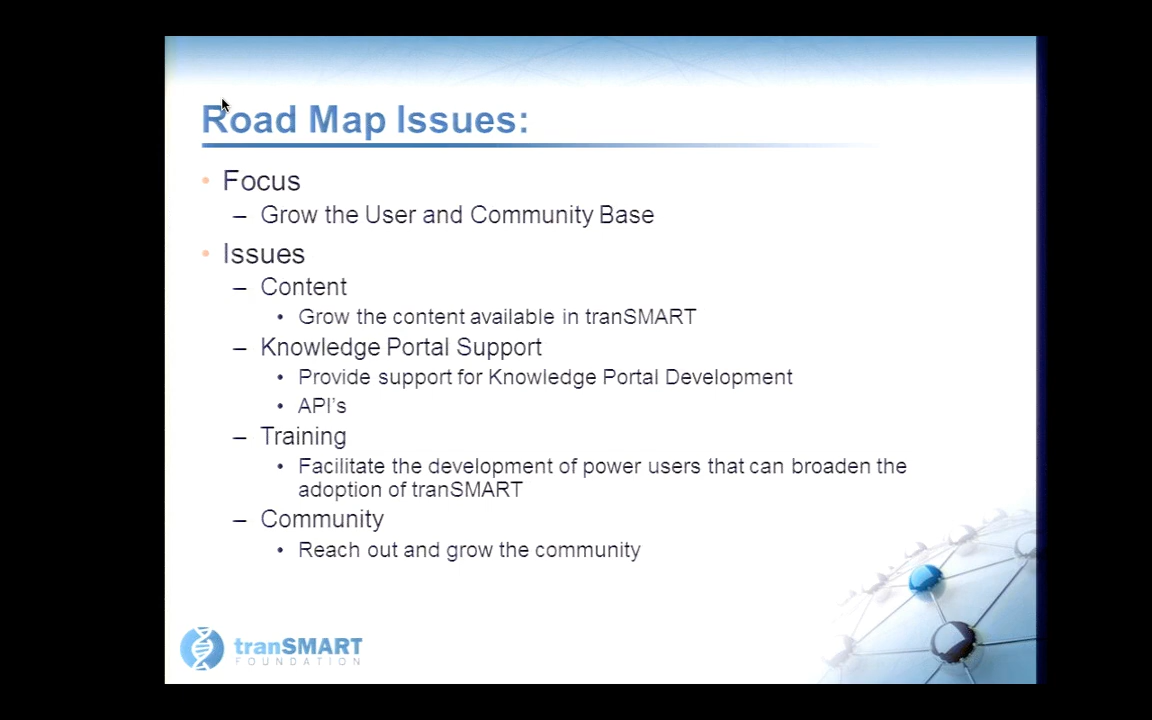 Road Map Issues:
• Focus
– Grow the User and Community Base
• Issues
– Content
• Grow the content available in tranSMART
– Knowledge Portal Support
• Provide support for Knowledge Portal Development
• API's
– Training
• Facilitate the development of power users that can broaden the
adoption of tranSMART
– Community
• Reach out and grow the community
tranSMART
FOUNDATION